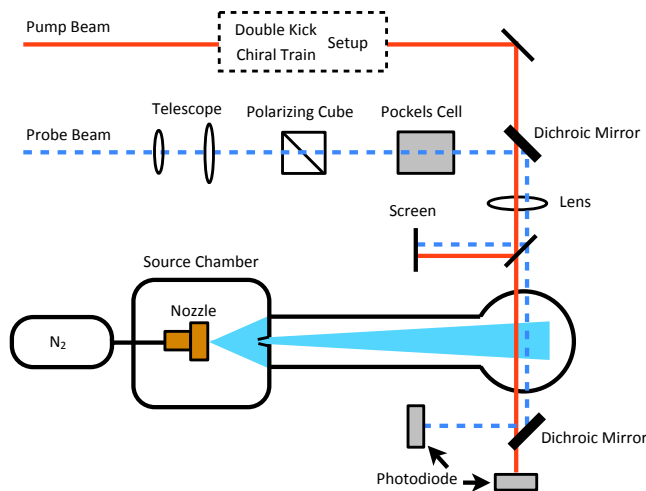 Pump Beam
Double Kick
Chiral Train
Setup
Telescope
Polarizing Cube
Pockels Cell
Probe Beam
Dichroic Mirror
Lens
Screen
Source Chamber
Nozzle
N2
Dichroic Mirror
Photodiode